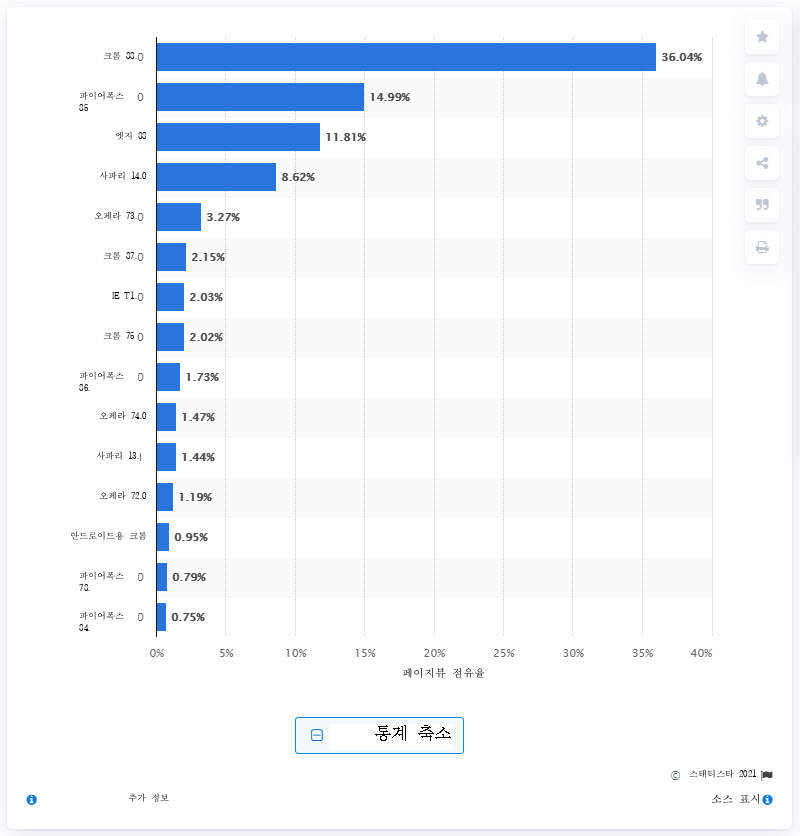 크롬 88.0
36.04%
파이어폭스 0
85
14.99%
엣지 88
11.81%
사파리 14.0
8.62%
오페라 73.0
3.27%
크롬 87.0
2.15%
IE T1.0
2.03%
크롬 75 0
2.02%
파이어폭스 0
86.
1.73%
오페라 74.0
1.47%
사파리 13.|
1.44%
오페라 72.0
1.19%
안드로이드용 크롬
0.95%
파이어폭스 0
78.
0.79%
파이어폭스 0
84.
0.75%
0% 5% 10% 15% 20% 25% 30% 35% 40%
페이지뷰 점유율
통계 축소
© 스태티스타 2021
추가 정보
소스 표시